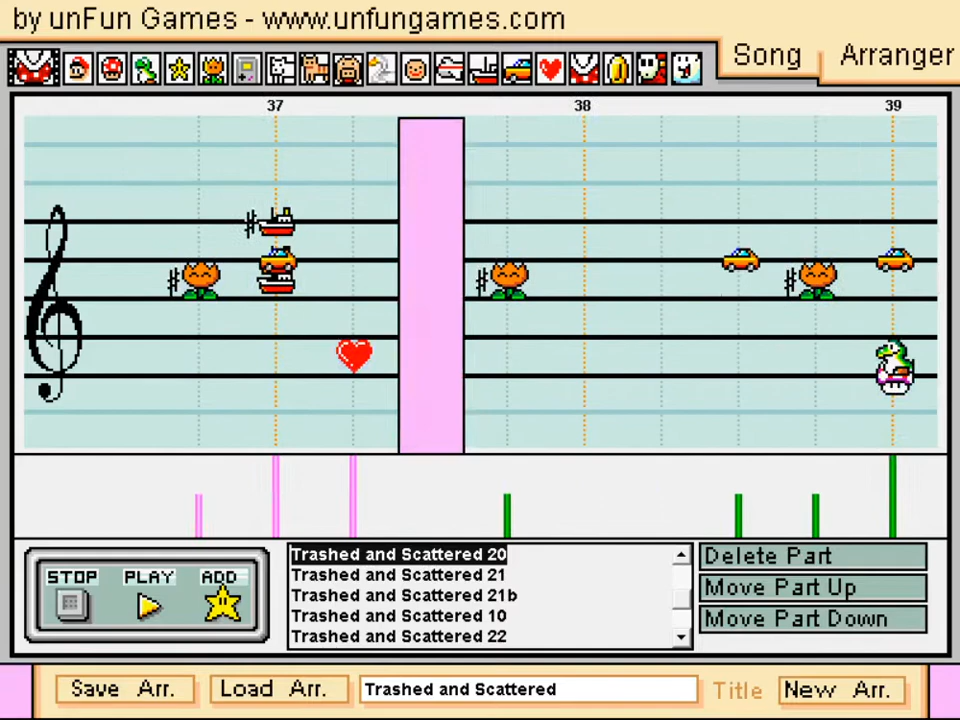 by unFun Games - www.unfungames.com
Song
Arranger
37
38
39
STOP
PLAY
ADD
Trashed and Scattered 20
Trashed and Scattered 21
Trashed and Scattered 21b
Trashed and Scattered 10
Trashed and Scattered 22
Delete Part
Move Part Up
Move Part Down
Save Arr.
Load Arr.
Trashed and Scattered
Title
New Arr.